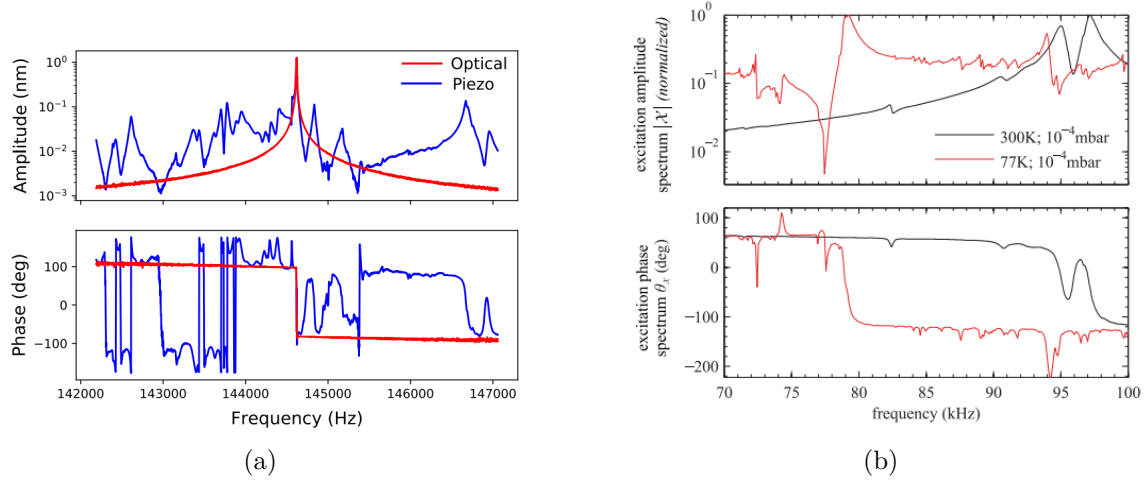 Amplitude (nm)
10⁰
10⁻¹
10⁻²
10⁻³
Optical
Piezo
Phase (deg)
100
0
−100
142000
143000
144000
145000
146000
147000
Frequency (Hz)
(a)
excitation amplitude
spectrum |𝒳| (normalized)
10⁰
10⁻¹
10⁻²
300K; 10⁻⁴mbar
77K; 10⁻⁴mbar
excitation phase
spectrum θₓ (deg)
100
0
−100
−200
70
75
80
85
90
95
100
frequency (kHz)
(b)